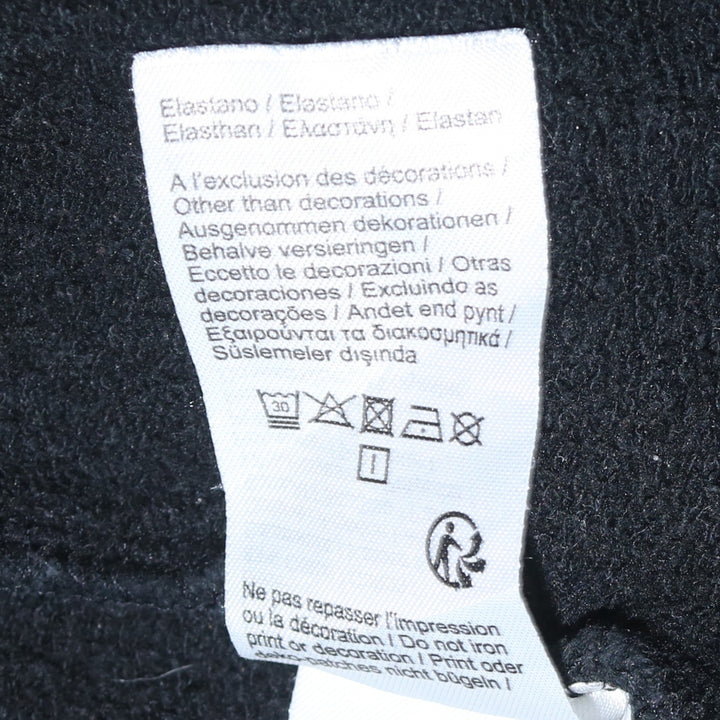 Elastano / Elastano /
Elasthan / Ελαστάνη / Elastan
A l'exclusion des décorations /
Other than decorations /
Ausgenommen dekorationen /
Behalve versieringen /
Eccetto le decorazioni / Otras
decoraciones / Excluindo as
decorações / Andet end pynt /
Εξαιρούνται τα διακοσμητικά /
Süslemeler dışında
30
Ne pas repasser l'impression
ou la décoration / Do not iron
print or decoration / Print oder
dekorpatches nicht bügeln /